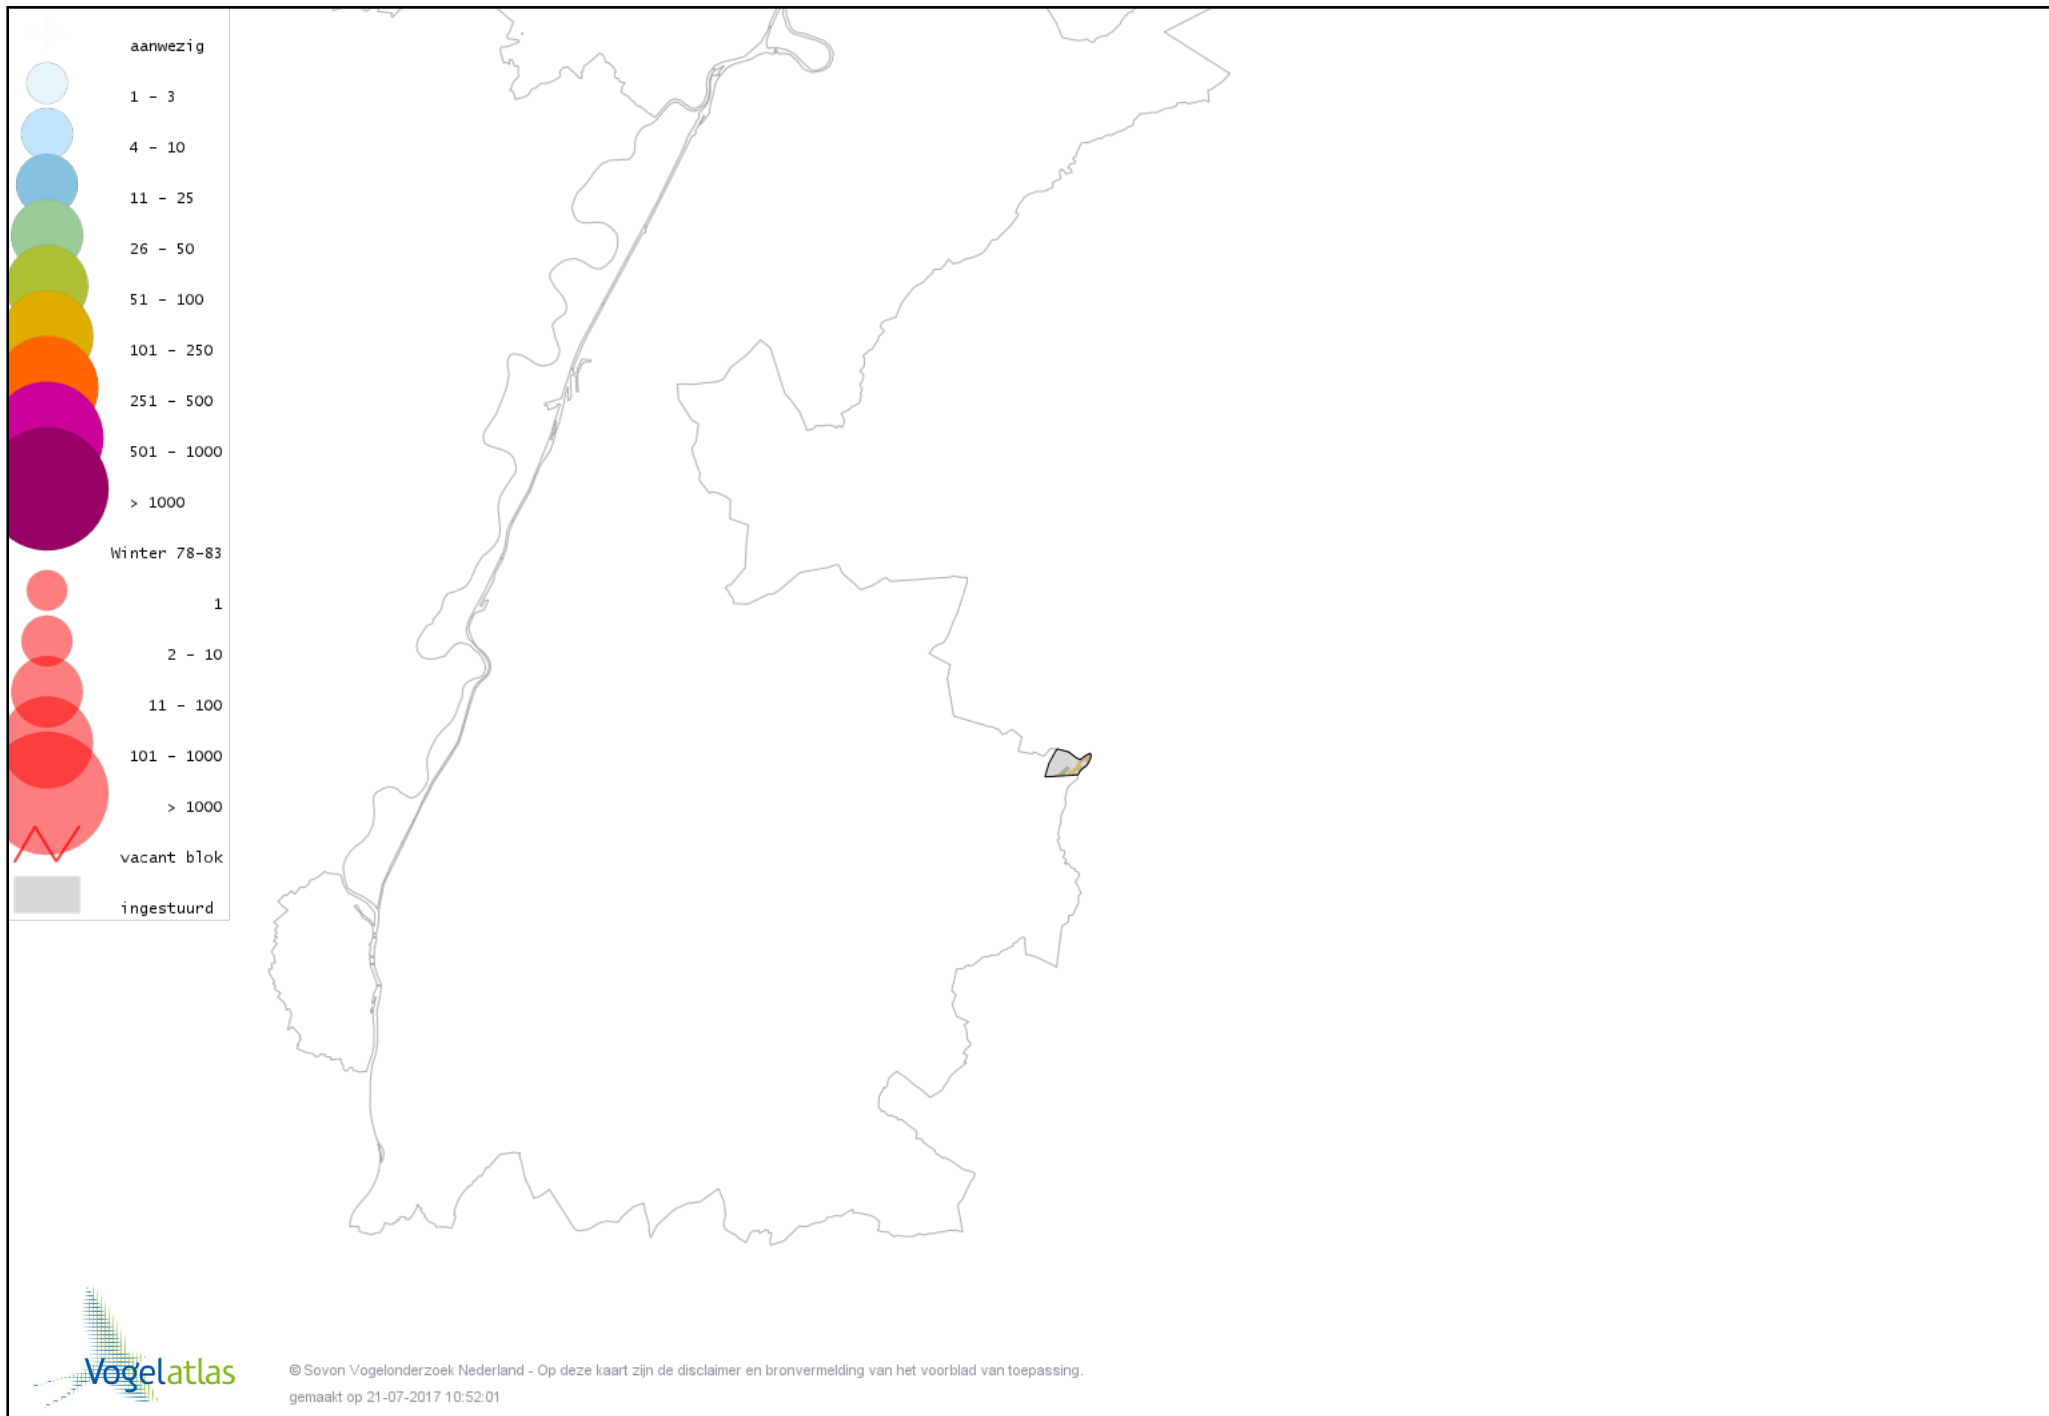 aanwezig
1 - 3
4 - 10
11 - 25
26 - 50
51 - 100
101 - 250
251 - 500
501 - 1000
> 1000
Winter 78-83
1
2 - 10
11 - 100
101 - 1000
> 1000
vacant blok
ingestuurd
Vogelatlas
© Sovon Vogelonderzoek Nederland - Op deze kaart zijn de disclaimer en bronvermelding van het voorblad van toepassing.
gemaakt op 21-07-2017 10:52:01